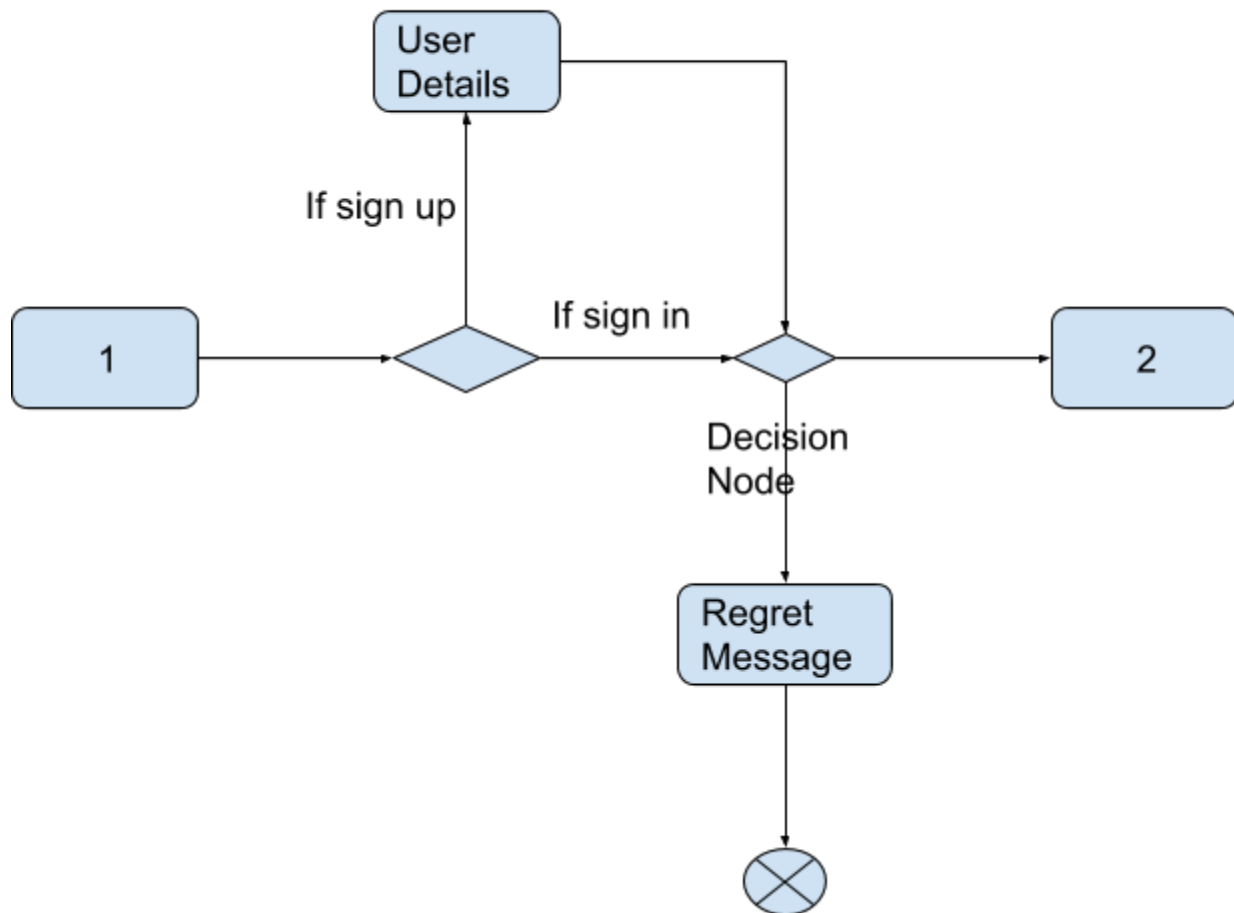 User
Details
If sign up
If sign in
1
2
Decision
Node
Regret
Message